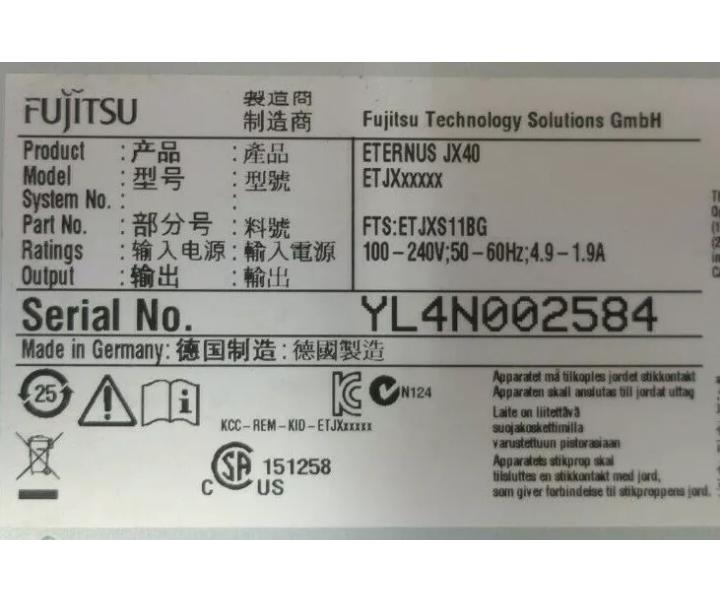 FUJITSU 製造商
制造商 Fujitsu Technology Solutions GmbH
Product : 产品 : 產品 ETERNUS JX40
Model : 型号 : 型號 ETJXxxxxx
System No. : :
Part No. : 部分号 : 料號 FTS:ETJXS11BG
Ratings : 输入电源 : 輸入電源 100-240V;50-60Hz;4.9-1.9A
Output : 输出 : 輸出
Serial No. YL4N002584
Made in Germany: 德国制造 : 德國製造
25 i N124
KCC-REM-KID-ETJXxxxxx
SA 151258
C US
Apparatet må tilkoples jordet stikkontakt
Apparaten skall anslutas till jordat uttag
Laite on liitettävä
suojakoskettimilla
varustettuun pistorasiaan
Apparatets stikprop skal
tilsluttes en stikkontakt med jord,
som giver forbindelse til stikproppens jord.